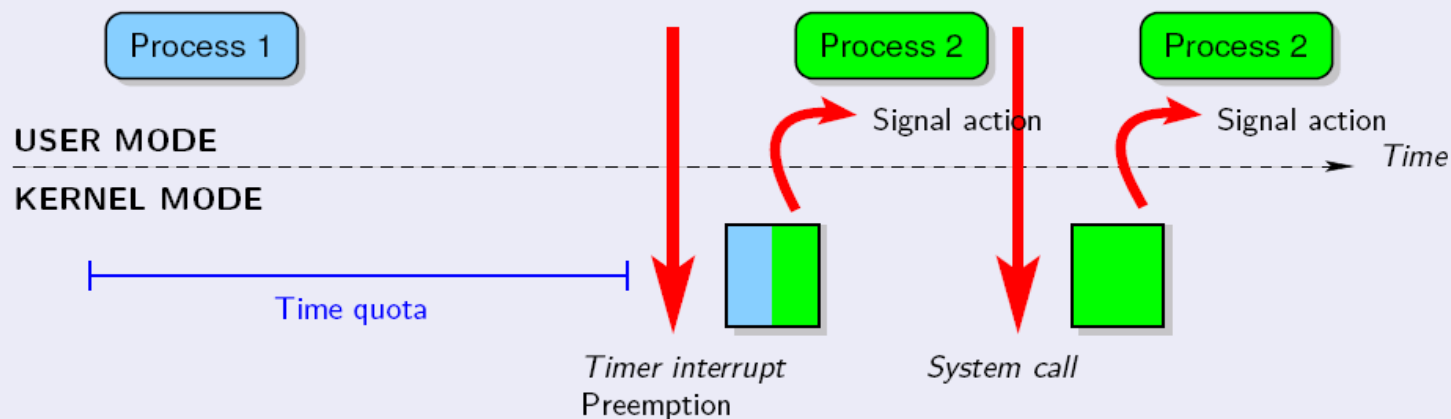 Process 1
Process 2
Process 2
Signal action
Signal action
USER MODE
Time
KERNEL MODE
Time quota
Timer interrupt
Preemption
System call